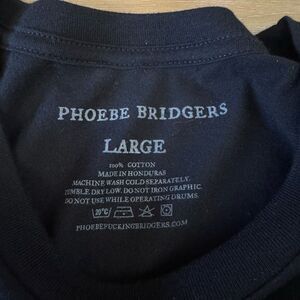 PHOEBE BRIDGERS
LARGE
100% COTTON
MADE IN HONDURAS
MACHINE WASH COLD SEPARATELY.
TUMBLE DRY LOW. DO NOT IRON GRAPHIC.
DO NOT USE WHILE OPERATING DRUMS.
PHOEBEFUCKINGBRIDGERS.COM